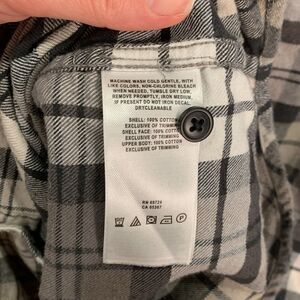 MACHINE WASH COLD GENTLE, WITH
LIKE COLORS, NON-CHLORINE BLEACH
WHEN NEEDED, TUMBLE DRY LOW,
REMOVE PROMPTLY, IRON MEDIUM,
IF PRESENT DO NOT IRON DECAL,
DRYCLEANABLE
SHELL: 100% COTTON
EXCLUSIVE OF TRIMMING
SHELL FACE: 100% COTTON
EXCLUSIVE OF TRIMMING
UPPER BODY: 100% COTTON
EXCLUSIVE OF TRIMMING
RN 69724
CA 05367